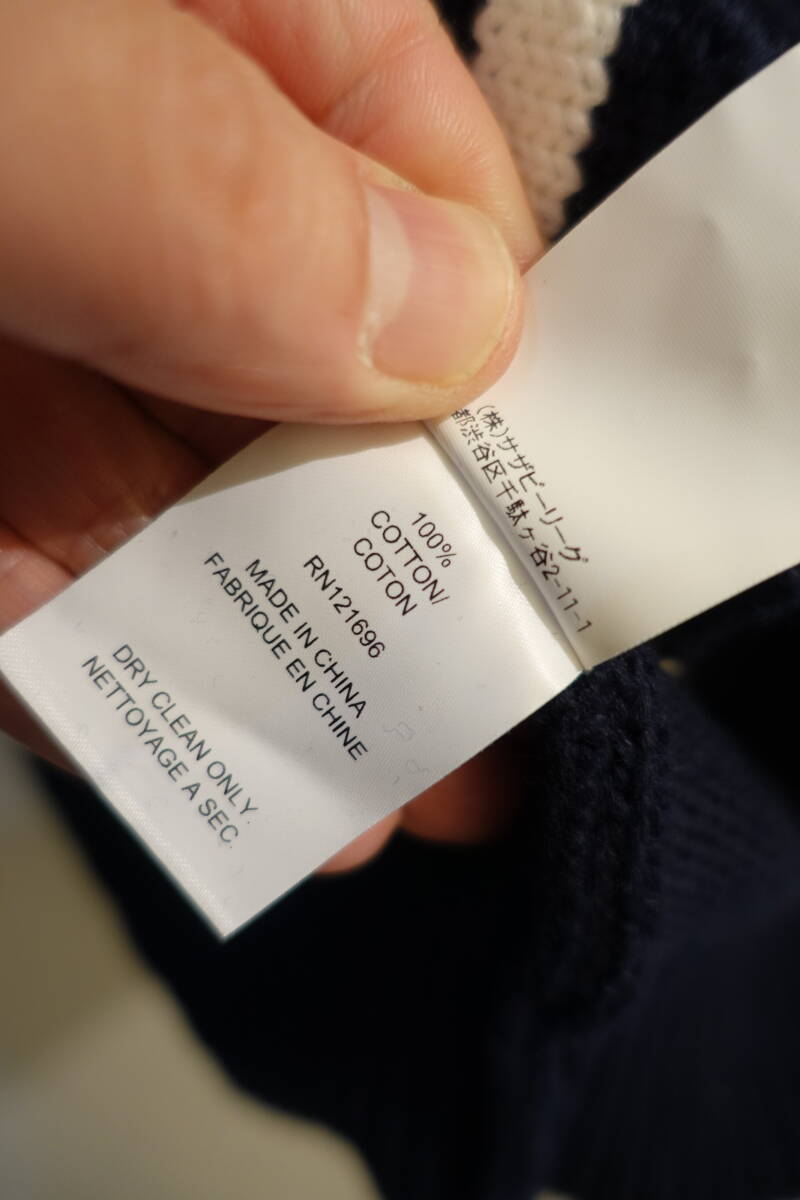 (株)サザビーリーグ
都渋谷区千駄ヶ谷2-11-1
100%
COTTON/
COTON
RN121696
MADE IN CHINA
FABRIQUE EN CHINE
DRY CLEAN ONLY.
NETTOYAGE A SEC.